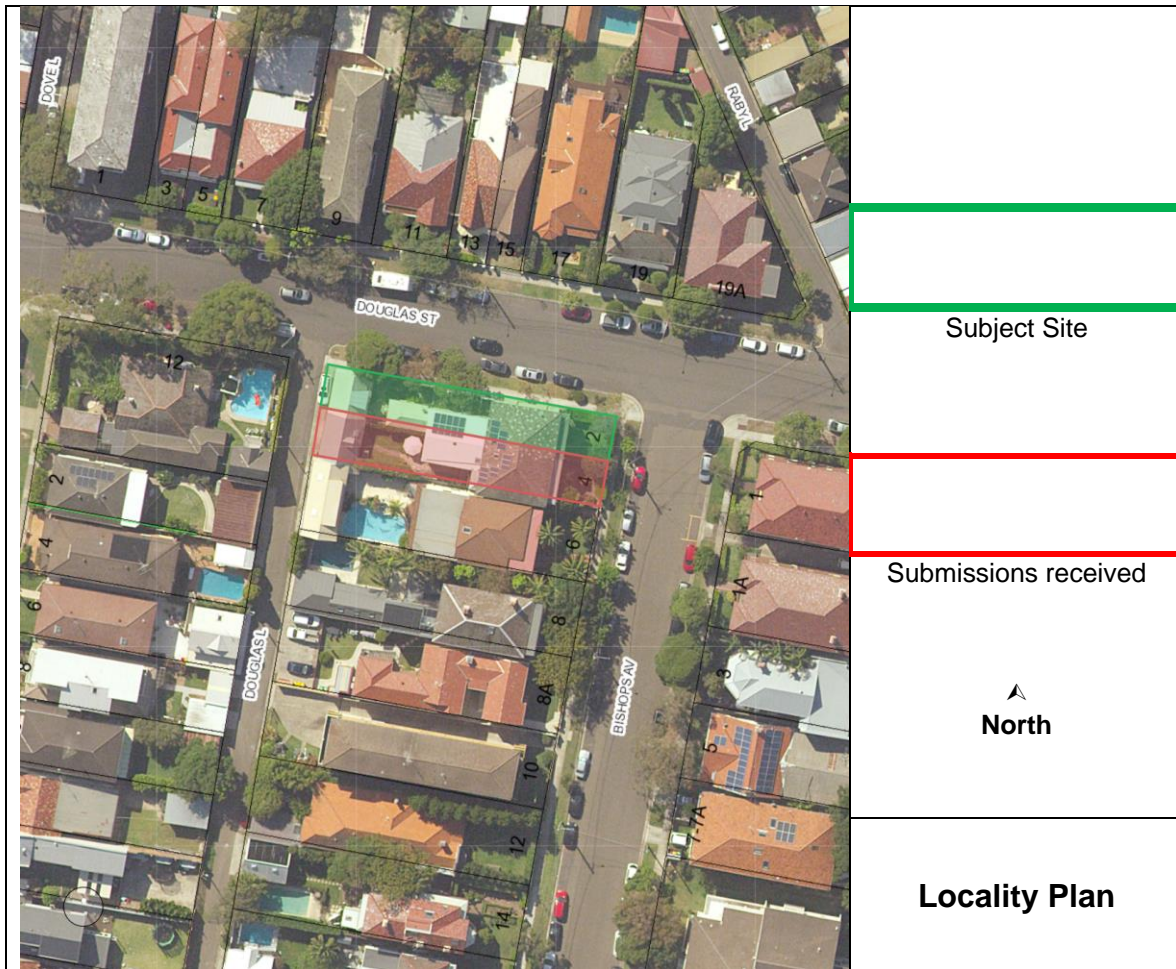 DOVE L
RABY L
1
3
5
7
9
11
13
15
17
19
19A
DOUGLAS ST
12
2
4
6
8
2
4
6
8
8A
10
12
14
DOUGLAS L
BISHOPS AV
1
1A
3
5
7-7A
Subject Site
Submissions received
North
Locality Plan